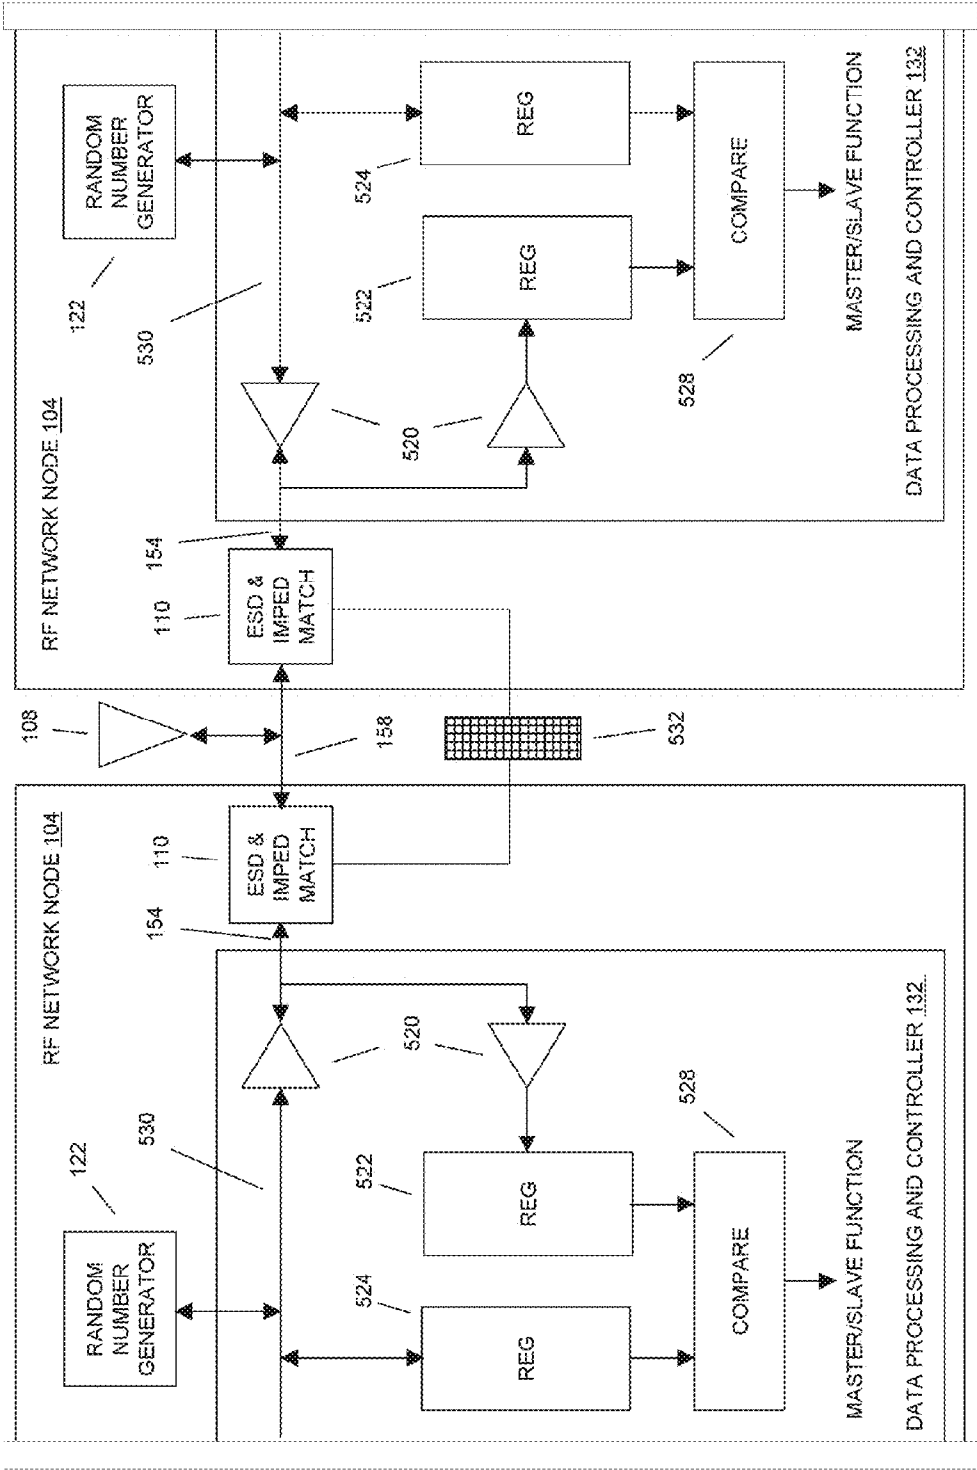 RF NETWORK NODE 104
RANDOM
NUMBER
GENERATOR
122
530
154
110
ESD &
IMPED
MATCH
520
524
REG
522
REG
528
COMPARE
MASTER/SLAVE FUNCTION
DATA PROCESSING AND CONTROLLER 132
108
158
532
RF NETWORK NODE 104
RANDOM
NUMBER
GENERATOR
122
530
154
110
ESD &
IMPED
MATCH
520
522
REG
524
REG
528
COMPARE
MASTER/SLAVE FUNCTION
DATA PROCESSING AND CONTROLLER 132